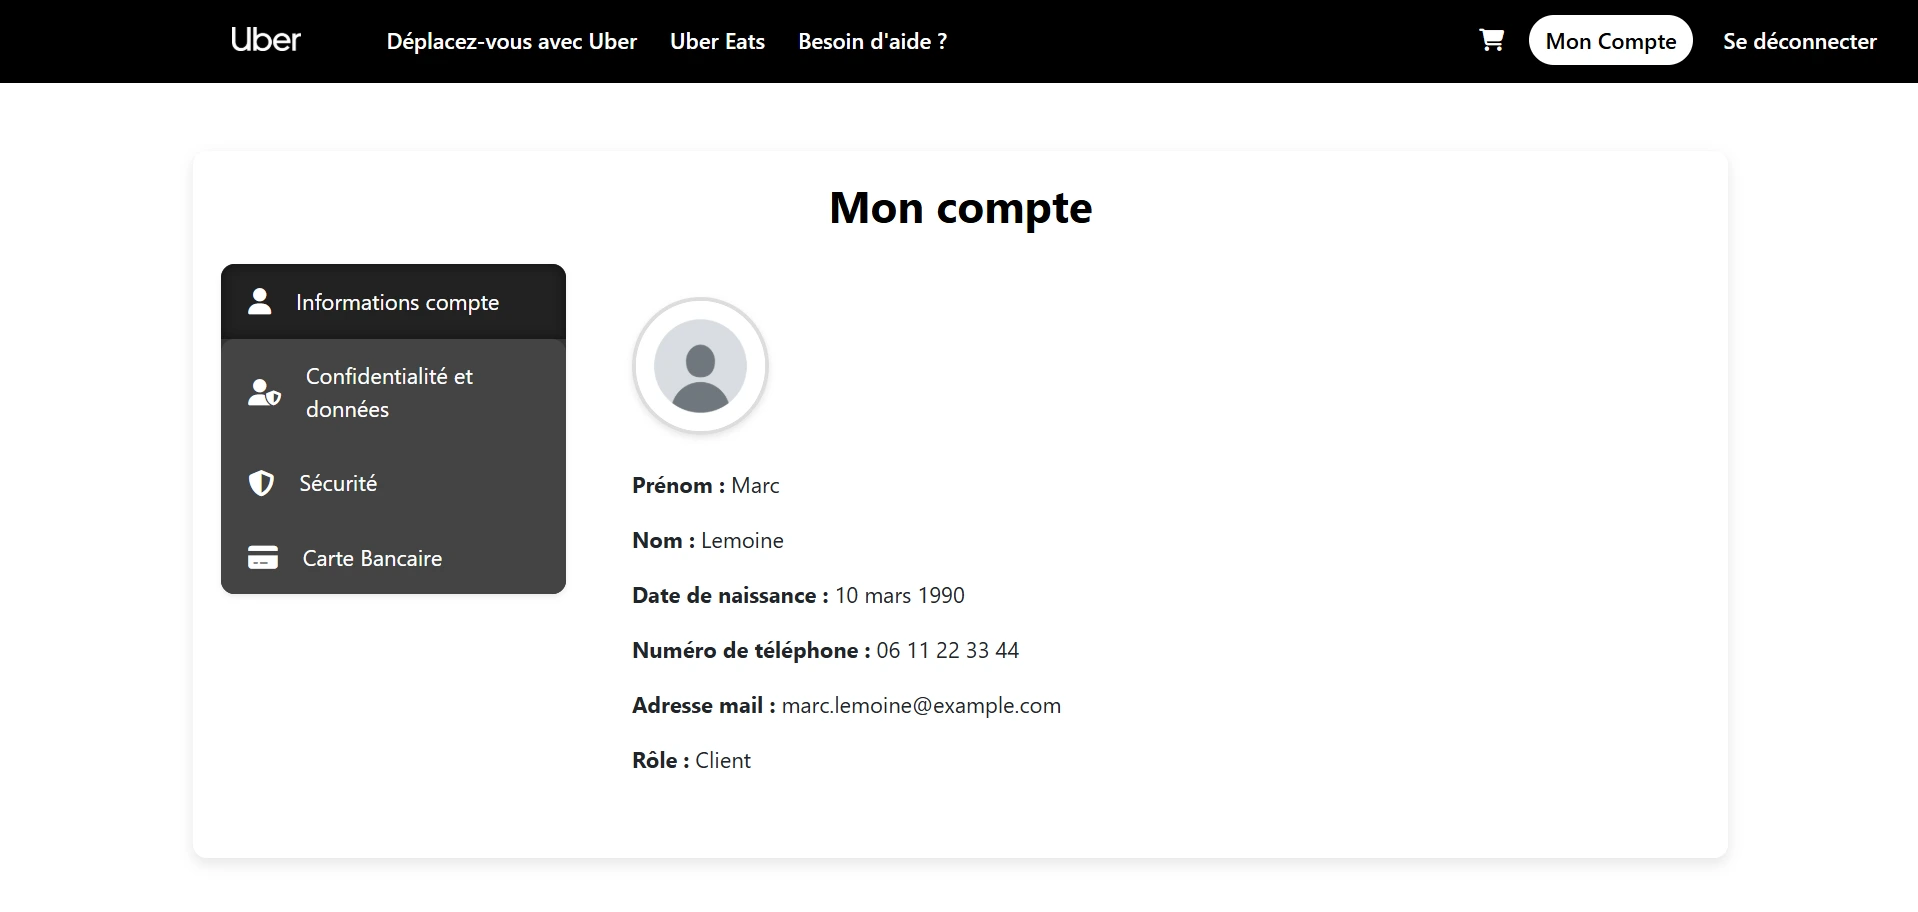 Uber
Déplacez-vous avec Uber
Uber Eats
Besoin d'aide ?
Mon Compte
Se déconnecter
Mon compte
Informations compte
Confidentialité et
données
Sécurité
Carte Bancaire
Prénom : Marc
Nom : Lemoine
Date de naissance : 10 mars 1990
Numéro de téléphone : 06 11 22 33 44
Adresse mail : marc.lemoine@example.com
Rôle : Client